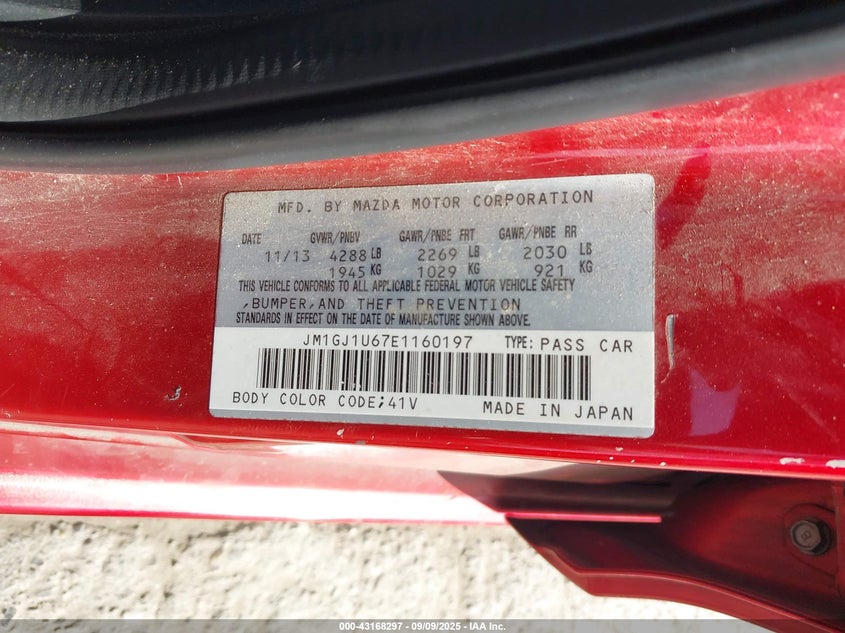 MFD. BY MAZDA MOTOR CORPORATION
DATE GVWR/PNBV GAWR/PNBE FRT GAWR/PNBE RR
11/13 4288 LB 2269 LB 2030 LB
1945 KG 1029 KG 921 KG
THIS VEHICLE CONFORMS TO ALL APPLICABLE FEDERAL MOTOR VEHICLE SAFETY
,BUMPER,AND THEFT PREVENTION
STANDARDS IN EFFECT ON THE DATE OF MANUFACTURE SHOWN ABOVE.
JM1GJ1U67E1160197 TYPE: PASS CAR
BODY COLOR CODE;41V MADE IN JAPAN
000-43168297 - 09/09/2025 - IAA Inc.